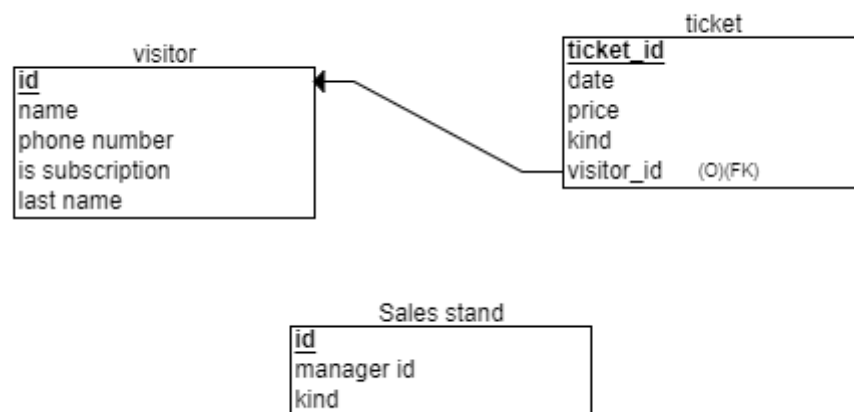 visitor
id
name
phone number
is subscription
last name
ticket
ticket_id
date
price
kind
visitor_id (O)(FK)
Sales stand
id
manager id
kind